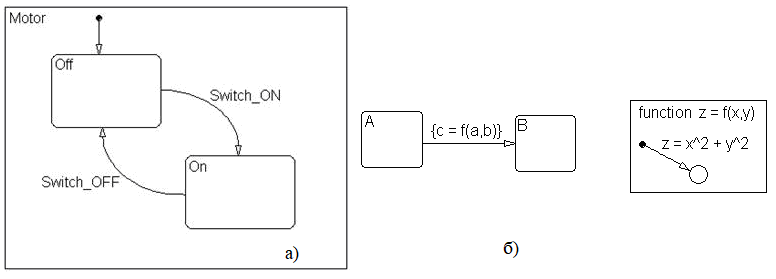 Motor
Off
Switch_ON
On
Switch_OFF
а)
A
{c = f(a,b)}
B
function z = f(x,y)
z = x^2 + y^2
б)